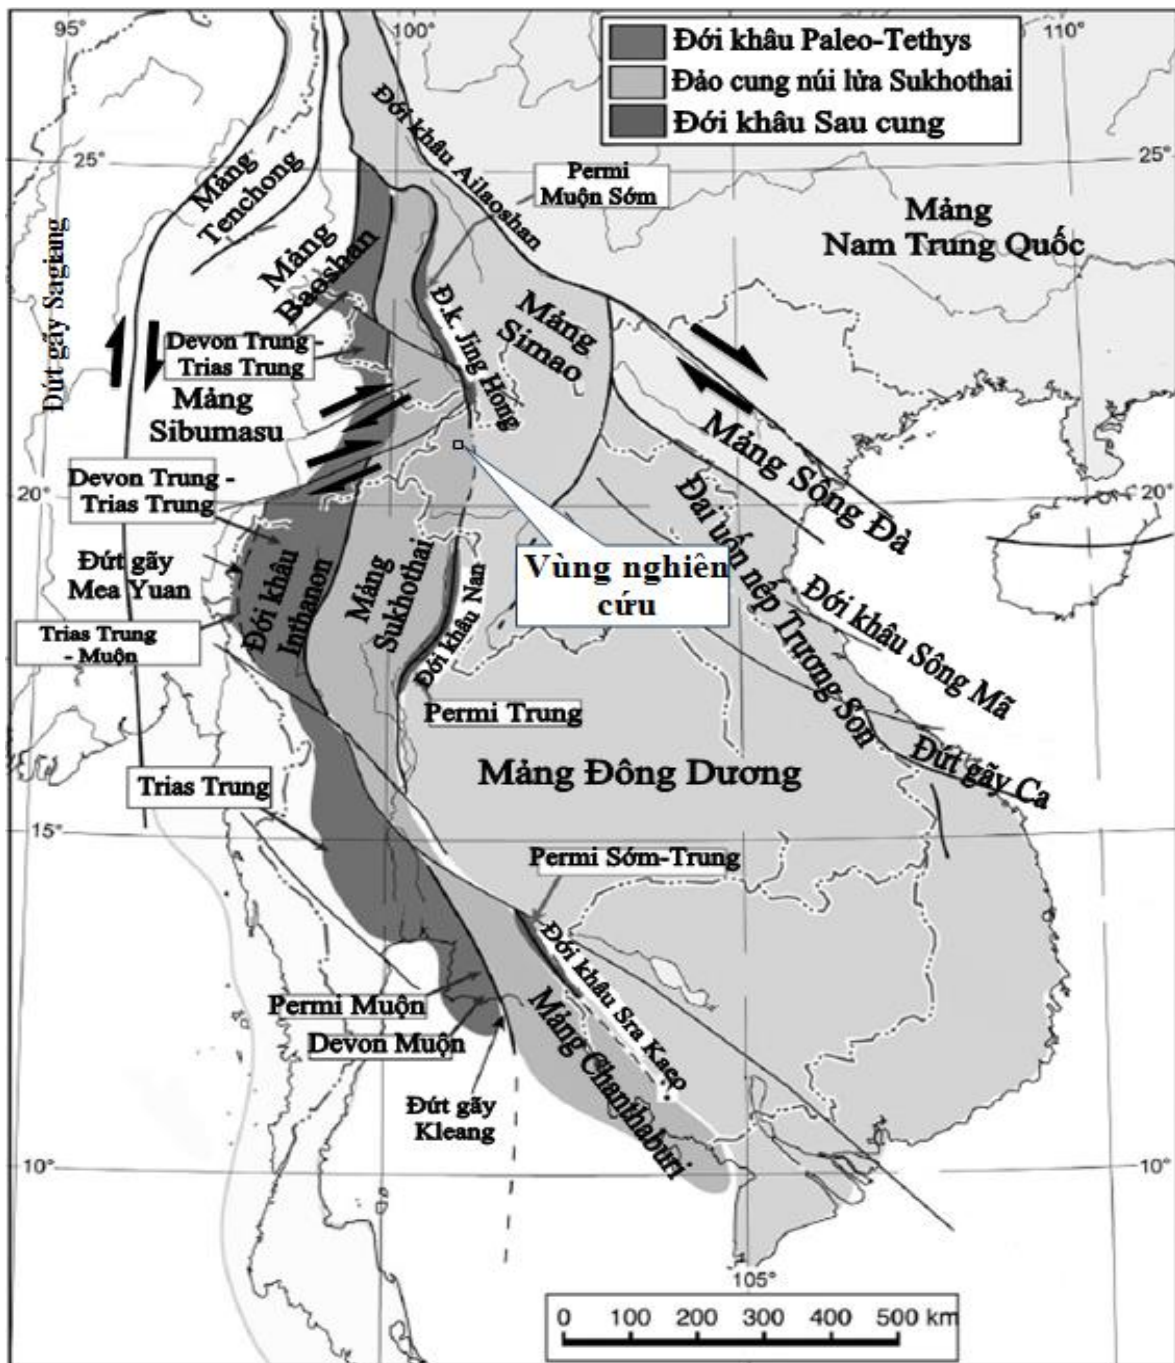 95°
100°
110°
Đới khâu Paleo-Tethys
Đảo cung núi lửa Sukhothai
Đới khâu Sau cung
25°
25°
Mảng
Tenchong
Đới khâu Ailaoshan
Permi
Muộn Sớm
Mảng
Nam Trung Quốc
Đứt gãy Sagiang
Mảng
Baoshan
Đ.k. Jing Hong
Mảng
Simao
Devon Trung -
Trias Trung
Mảng
Sibumasu
Mảng Sông Đà
Devon Trung -
Trias Trung
20°
20°
Đai uốn nếp Trương Son
Đứt gãy
Mea Yuan
Đới khâu
Inthanon
Mảng
Sukhothai
Đới khâu Nan
Vùng nghiên
cứu
Đới khâu Sông Mã
Trias Trung
- Muộn
Permi Trung
Mảng Đông Dương
Đứt gãy Ca
Trias Trung
15°
15°
Permi Sớm-Trung
Đới khâu Sra Kaeo
Permi Muộn
Devon Muộn
Mảng Chanthaburi
?
Đứt gãy
Kleang
10°
10°
105°
0 100 200 300 400 500 km